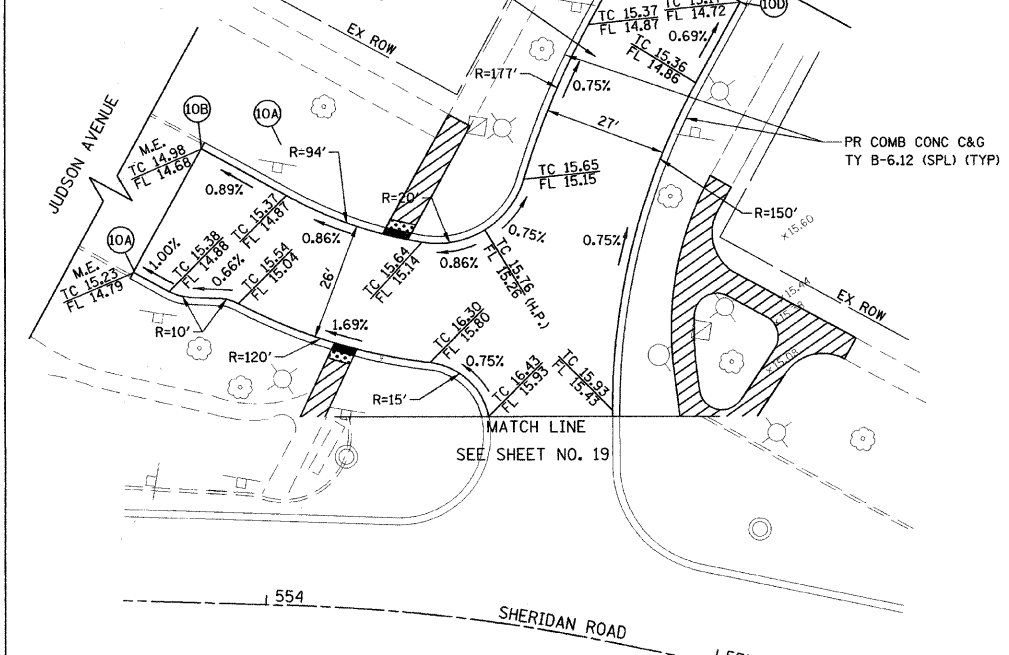 TC 15.37
FL 14.87
FL 14.72
10D
0.69%
TC 15.36
FL 14.86
EX ROW
R=177'
0.75%
27'
JUDSON AVENUE
10B
10A
M.E.
TC 14.98
FL 14.68
R=94'
PR COMB CONC C&G
TY B-6.12 (SPL) (TYP)
TC 15.65
FL 15.15
0.89%
TC 15.37
FL 14.87
R=20'
R=150'
×15.60
10A
1.00%
TC 15.38
FL 14.88
0.66%
TC 15.54
FL 15.04
0.86%
26'
TC 15.64
FL 15.14
0.86%
0.75%
TC 15.76
FL 15.26 (H.P.)
0.75%
M.E.
TC 15.23
FL 14.79
15.44
EX ROW
R=10'
R=120'
1.69%
TC 16.30
FL 15.80
0.75%
R=15'
TC 16.43
FL 15.93
TC 15.93
FL 15.43
×15.08
MATCH LINE
SEE SHEET NO. 19
554
SHERIDAN ROAD